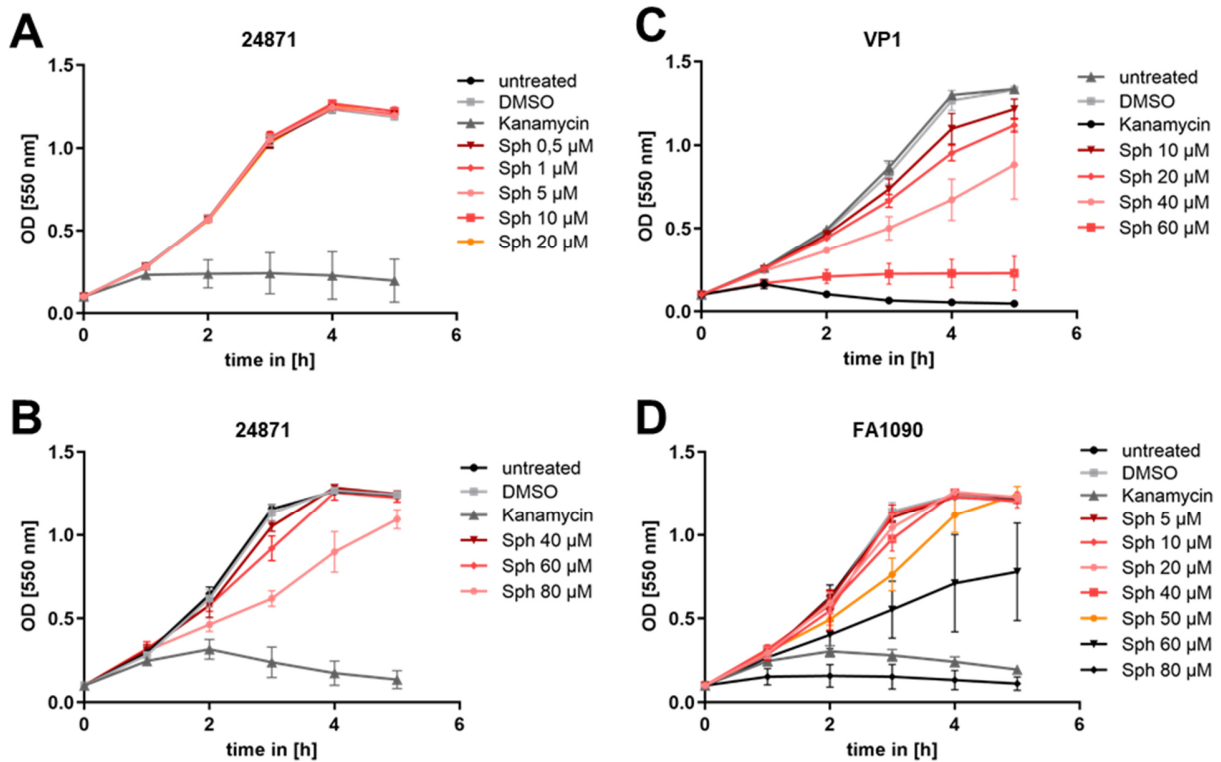 A
24871
1.5
1.0
0.5
0.0
OD [550 nm]
0
2
4
6
time in [h]
untreated
DMSO
Kanamycin
Sph 0,5 µM
Sph 1 µM
Sph 5 µM
Sph 10 µM
Sph 20 µM
C
VP1
1.5
1.0
0.5
0.0
OD [550 nm]
0
2
4
6
time in [h]
untreated
DMSO
Kanamycin
Sph 10 µM
Sph 20 µM
Sph 40 µM
Sph 60 µM
B
24871
1.5
1.0
0.5
0.0
OD [550 nm]
0
2
4
6
time in [h]
untreated
DMSO
Kanamycin
Sph 40 µM
Sph 60 µM
Sph 80 µM
D
FA1090
1.5
1.0
0.5
0.0
OD [550 nm]
0
2
4
6
time in [h]
untreated
DMSO
Kanamycin
Sph 5 µM
Sph 10 µM
Sph 20 µM
Sph 40 µM
Sph 50 µM
Sph 60 µM
Sph 80 µM